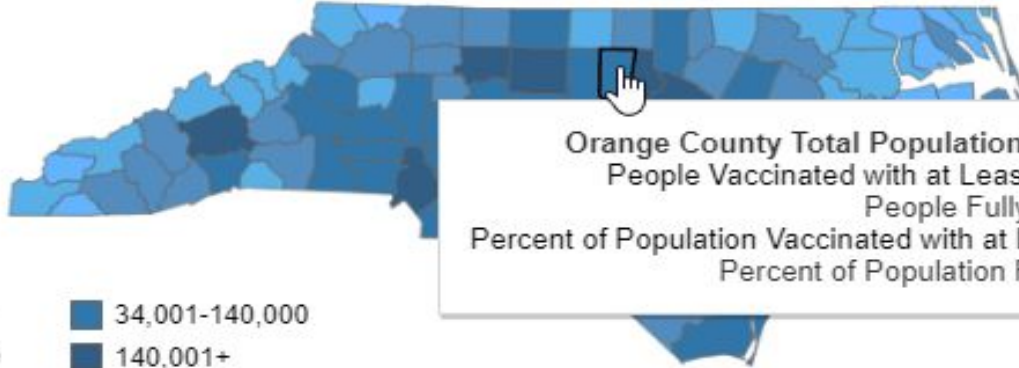 Orange County Total Population
People Vaccinated with at Leas
People Fully
Percent of Population Vaccinated with at
Percent of Population
34,001-140,000
140,001+